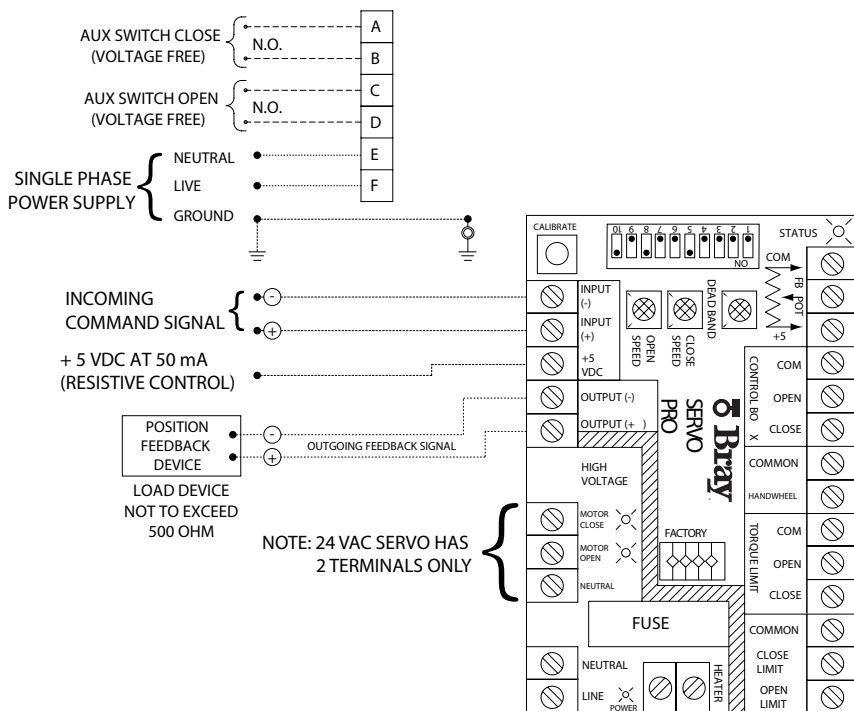 AUX SWITCH CLOSE
(VOLTAGE FREE)
N.O.
A
B
AUX SWITCH OPEN
(VOLTAGE FREE)
N.O.
C
D
SINGLE PHASE
POWER SUPPLY
NEUTRAL
E
LIVE
F
GROUND
INCOMING
COMMAND SIGNAL
-
+
+ 5 VDC AT 50 mA
(RESISTIVE CONTROL)
POSITION
FEEDBACK
DEVICE
-
+
OUTGOING FEEDBACK SIGNAL
LOAD DEVICE
NOT TO EXCEED
500 OHM
NOTE: 24 VAC SERVO HAS
2 TERMINALS ONLY
CALIBRATE
10 9 8 7 6 5 4 3 2 1
NO
STATUS
COM
FB POT
+5
INPUT
(-)
INPUT
(+)
+5
VDC
OUTPUT (-)
OUTPUT (+ )
OPEN
SPEED
CLOSE
SPEED
DEAD BAND
SERVO
PRO
Bray
CONTROL BO X
COM
OPEN
CLOSE
COMMON
HANDWHEEL
HIGH
VOLTAGE
MOTOR
CLOSE
MOTOR
OPEN
NEUTRAL
FACTORY
TORQUE LIMIT
COM
OPEN
CLOSE
FUSE
COMMON
CLOSE
LIMIT
OPEN
LIMIT
NEUTRAL
LINE
POWER
HEATER